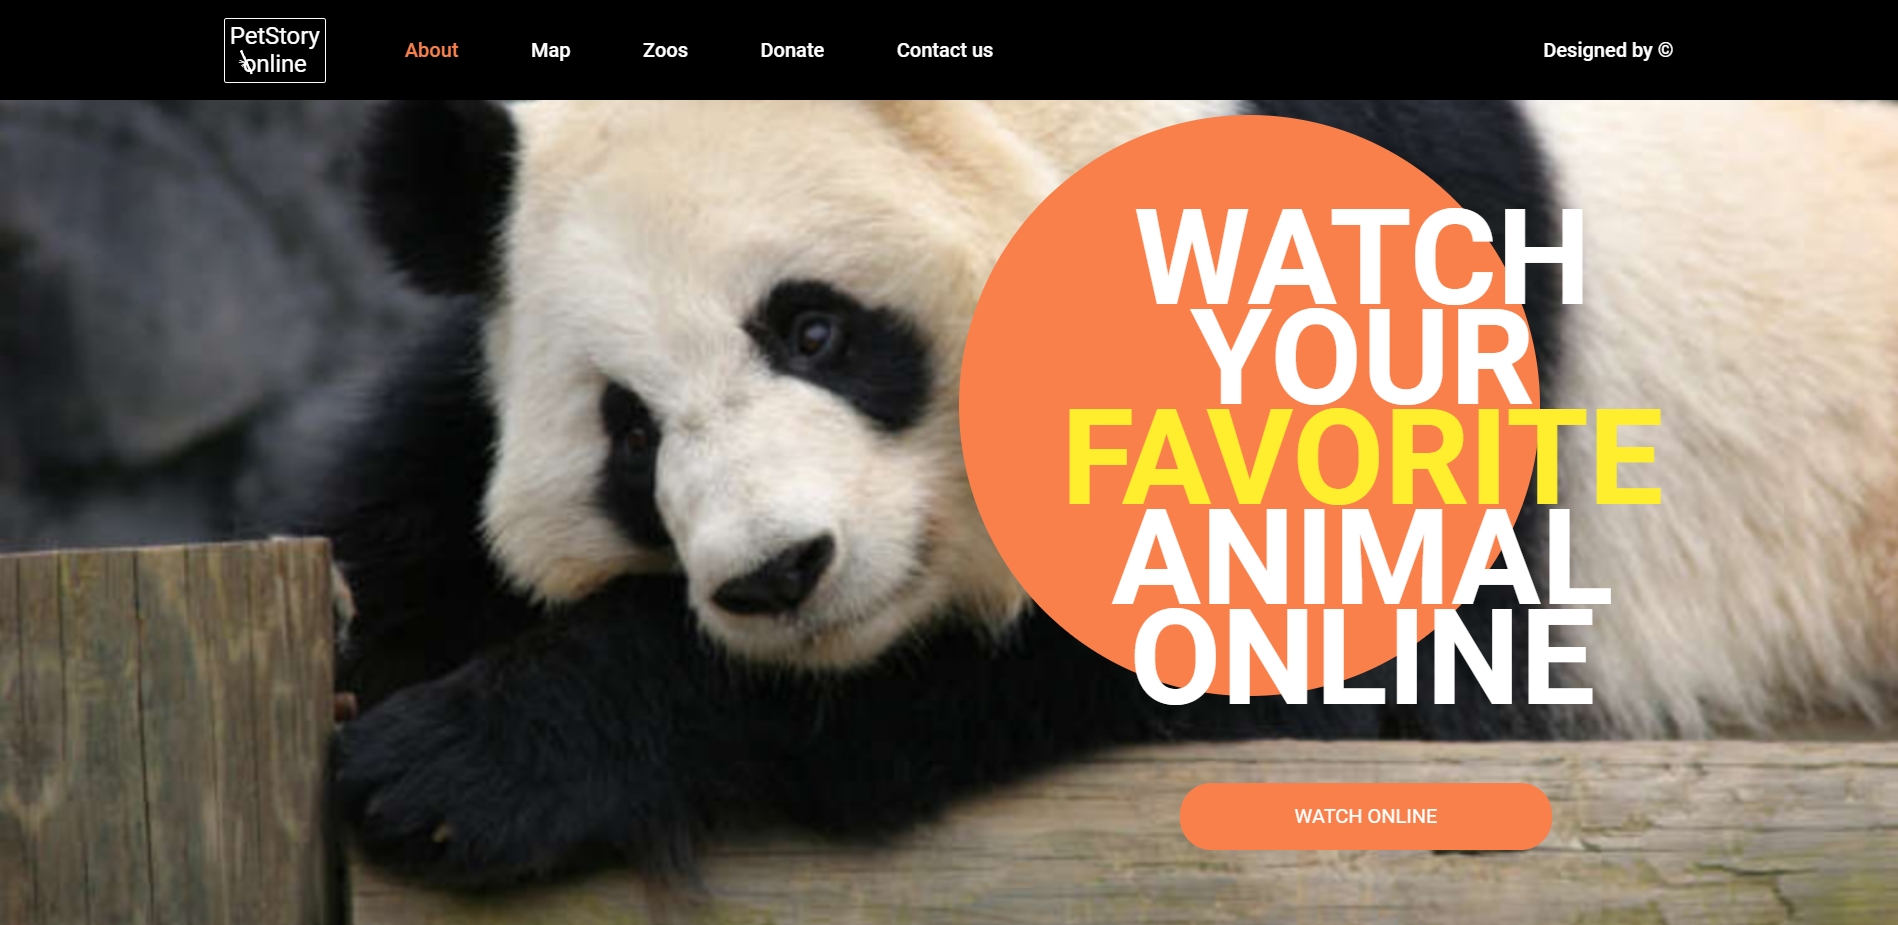 PetStory
online
About
Map
Zoos
Donate
Contact us
Designed by ©
WATCH
YOUR
FAVORITE
ANIMAL
ONLINE
WATCH ONLINE